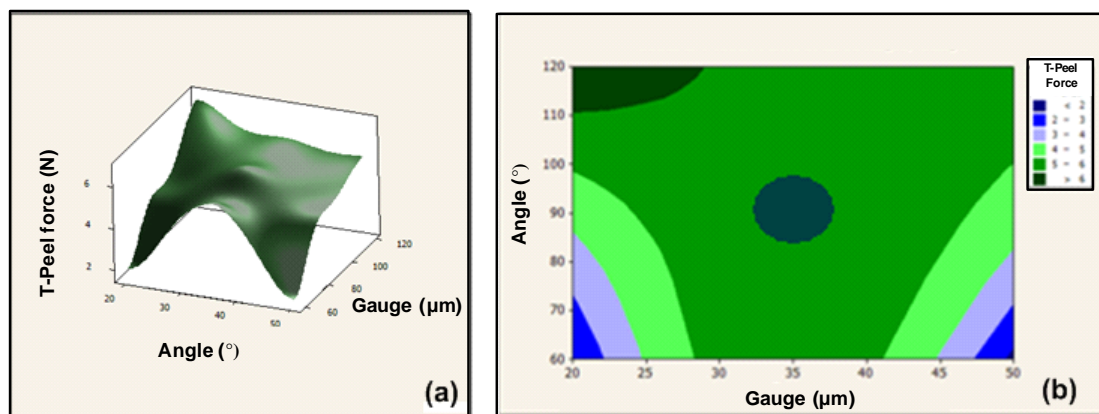 T-Peel force (N)
6
4
2
20
30
40
50
60
80
100
120
Angle (°)
Gauge (µm)
(a)
120
110
100
90
80
70
60
20
25
30
35
40
45
50
Angle (°)
Gauge (µm)
T-Peel
Force
< 2
2 - 3
3 - 4
4 - 5
5 - 6
> 6
(b)